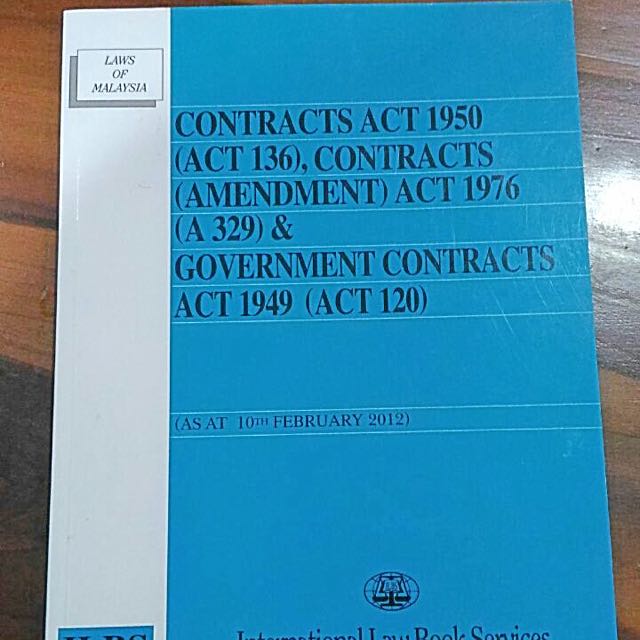 LAWS
OF
MALAYSIA
CONTRACTS ACT 1950
(ACT 136), CONTRACTS
(AMENDMENT) ACT 1976
(A 329) &
GOVERNMENT CONTRACTS
ACT 1949 (ACT 120)
(AS AT 10TH FEBRUARY 2012)
International Law Book Services